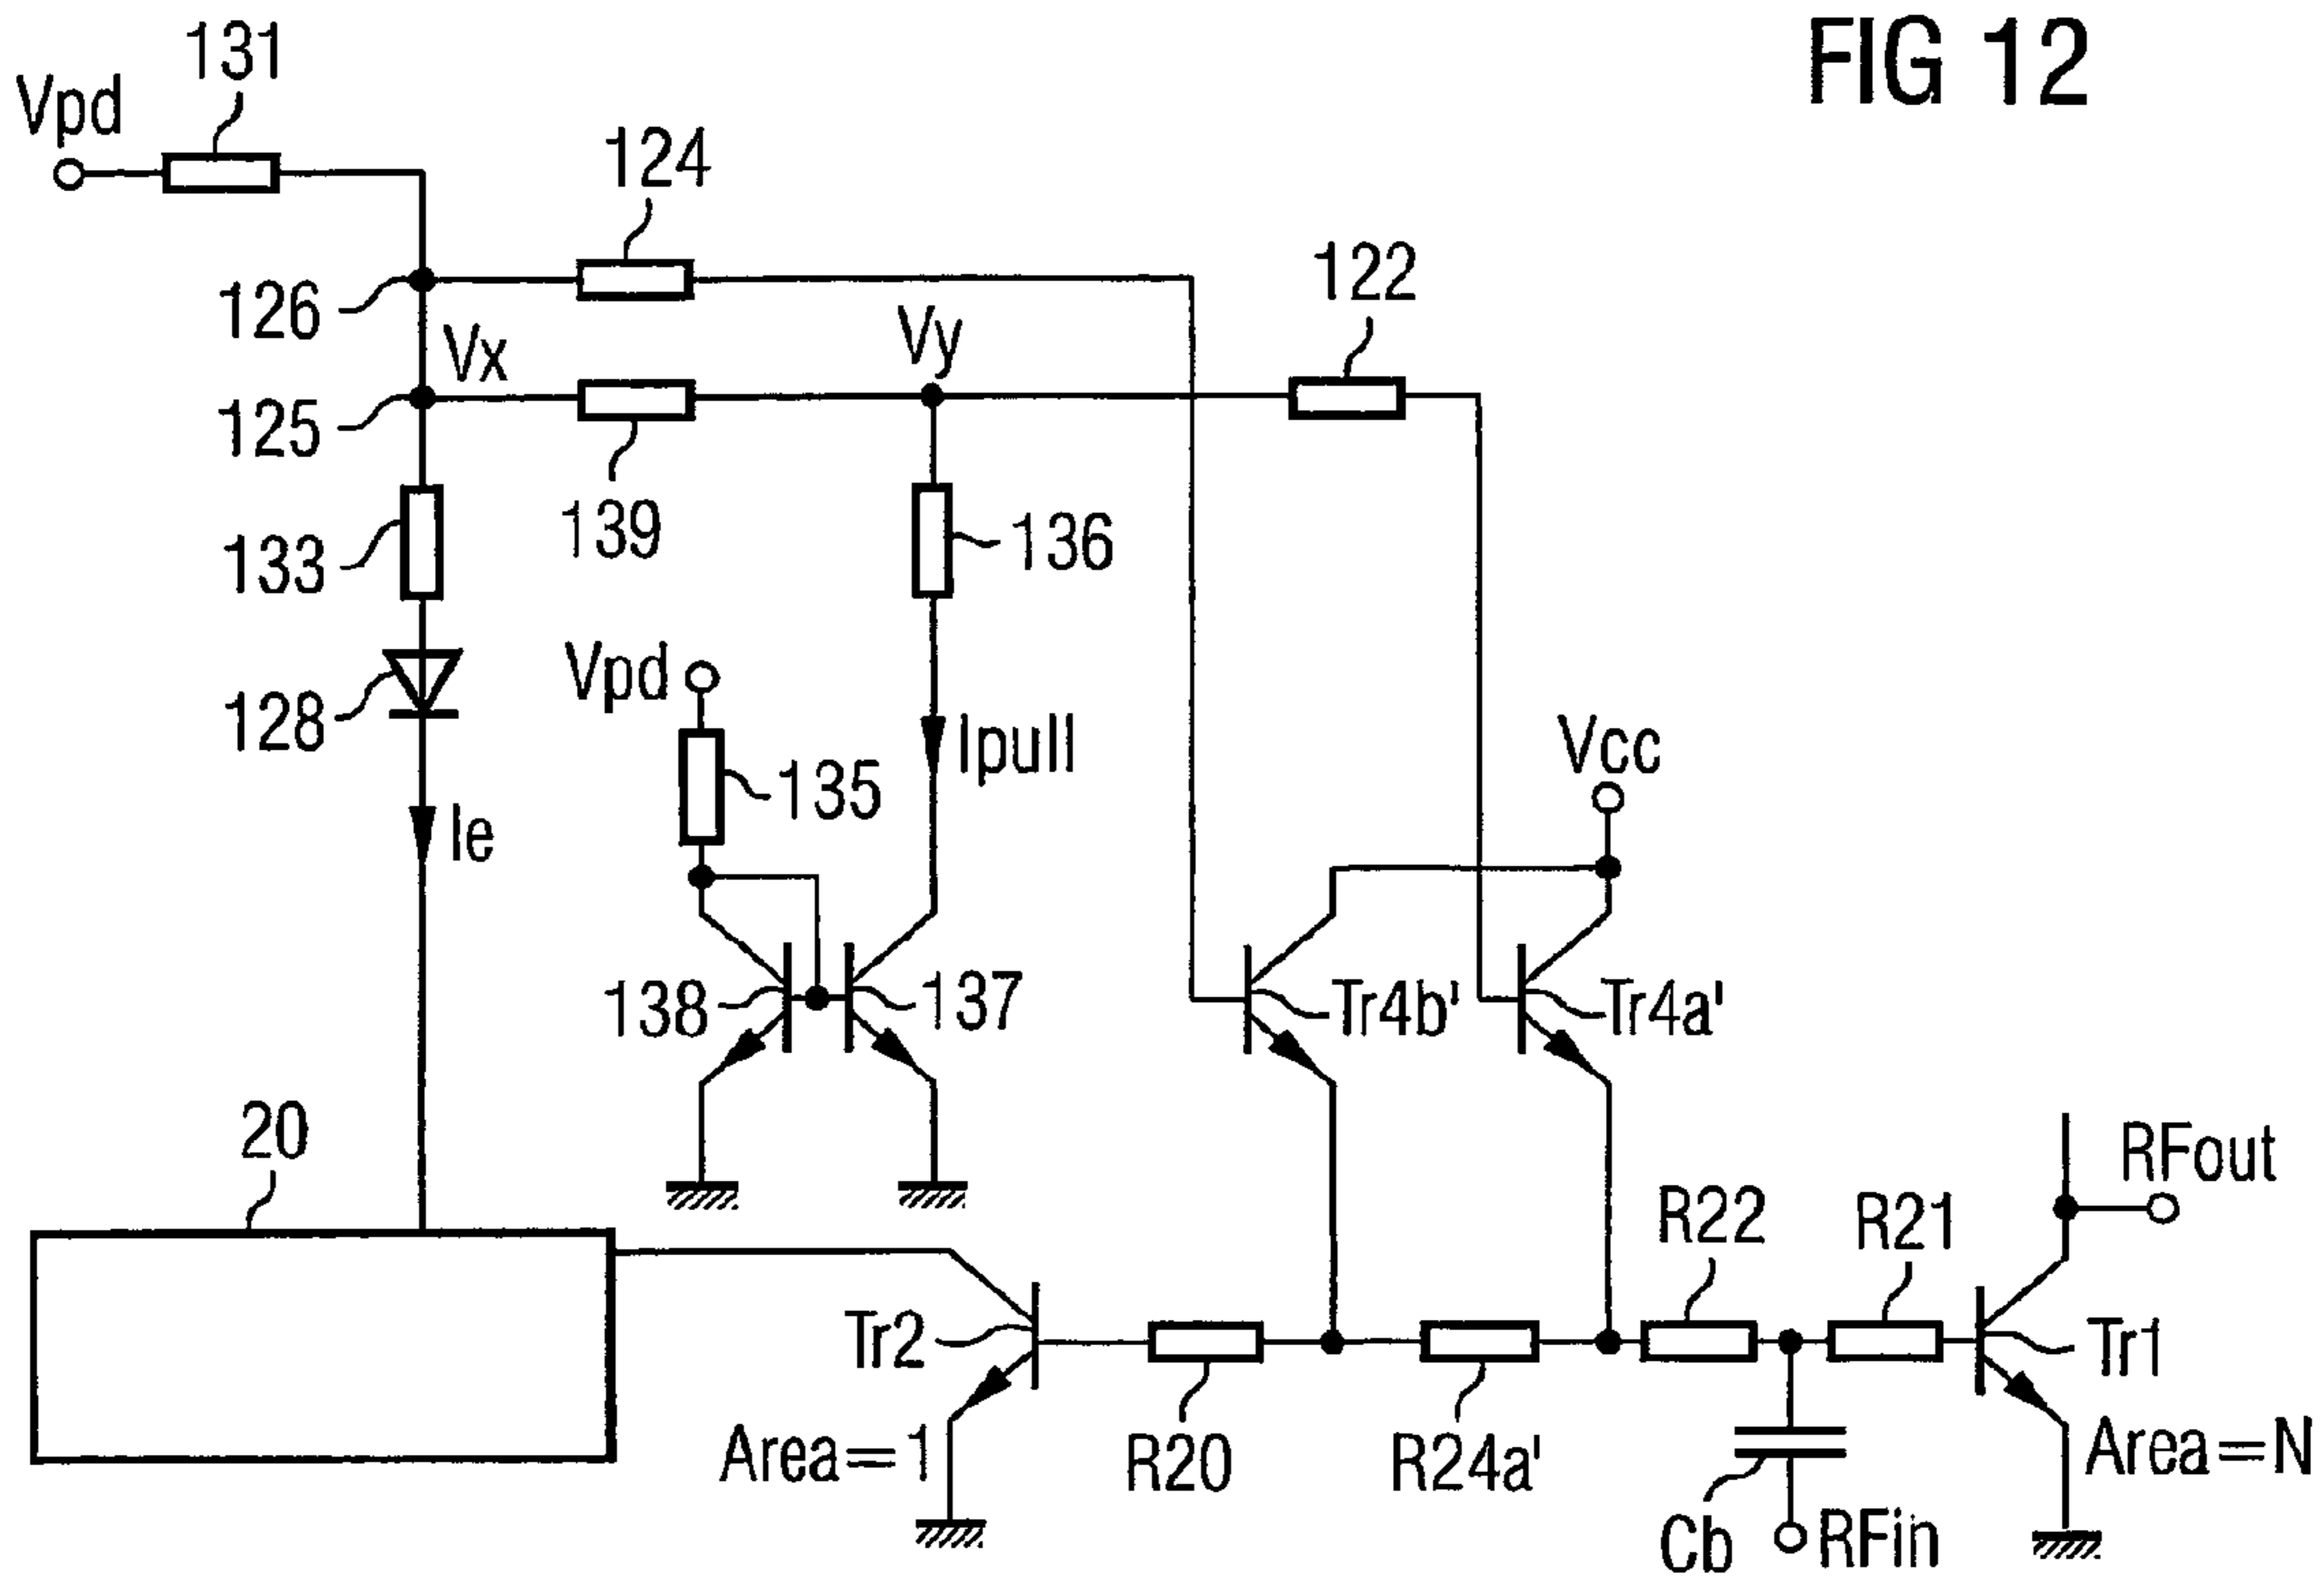 FIG 12
131
Vpd
124
122
126
Vx
Vy
125
139
136
133
Vpd
128
Ipull
Vcc
135
Ie
138
137
Tr4b'
Tr4a'
20
RFout
R22
R21
Tr2
Tr1
Area=1
R20
R24a'
Area=N
Cb
RFin